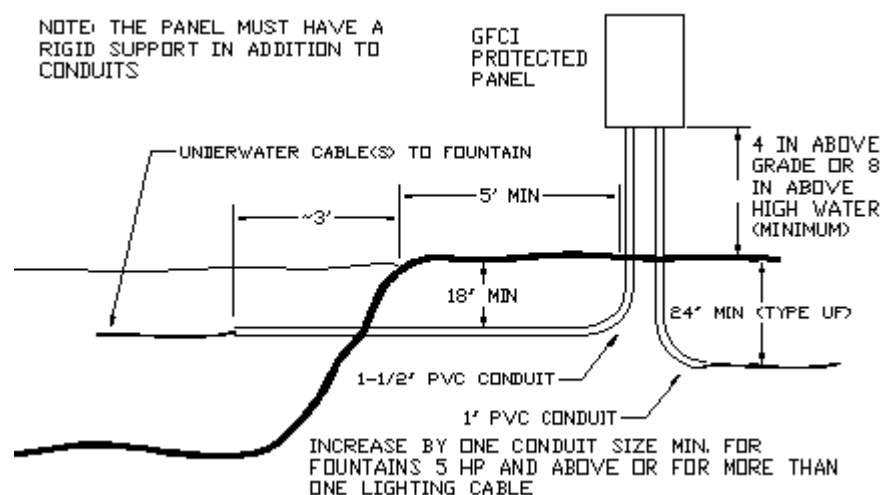 NOTE: THE PANEL MUST HAVE A
RIGID SUPPORT IN ADDITION TO
CONDUITS
GFCI
PROTECTED
PANEL
UNDERWATER CABLE(S) TO FOUNTAIN
4 IN ABOVE
GRADE OR 8
IN ABOVE
HIGH WATER
(MINIMUM)
5' MIN
~3'
18" MIN
24" MIN (TYPE UF)
1-1/2" PVC CONDUIT
1" PVC CONDUIT
INCREASE BY ONE CONDUIT SIZE MIN. FOR
FOUNTAINS 5 HP AND ABOVE OR FOR MORE THAN
ONE LIGHTING CABLE